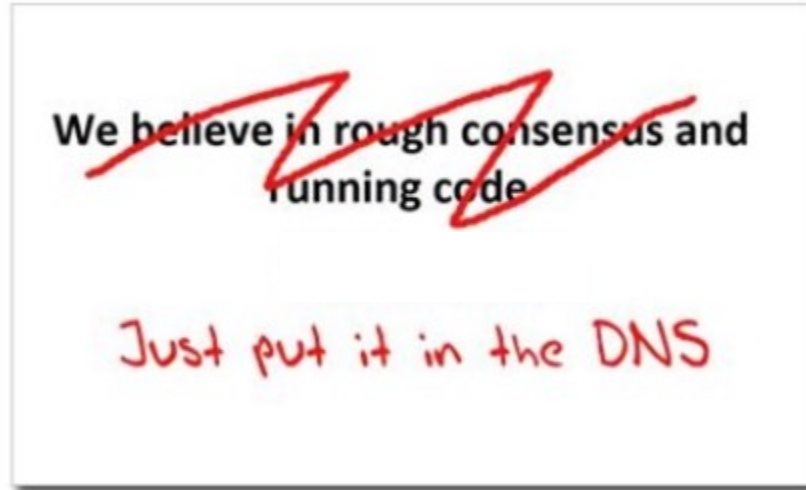 We believe in rough consensus and
running code
Just put it in the DNS